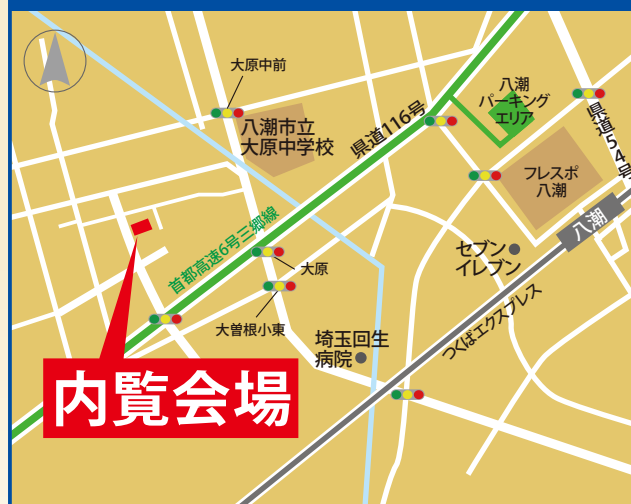 大原中前
八潮市立
大原中学校
県道116号
八潮
パーキング
エリア
県道54号
フレスポ
八潮
八潮
首都高速6号三郷線
セブン
イレブン
大原
大曽根小東
埼玉回生
病院
つくばエクスプレス
内覧会場